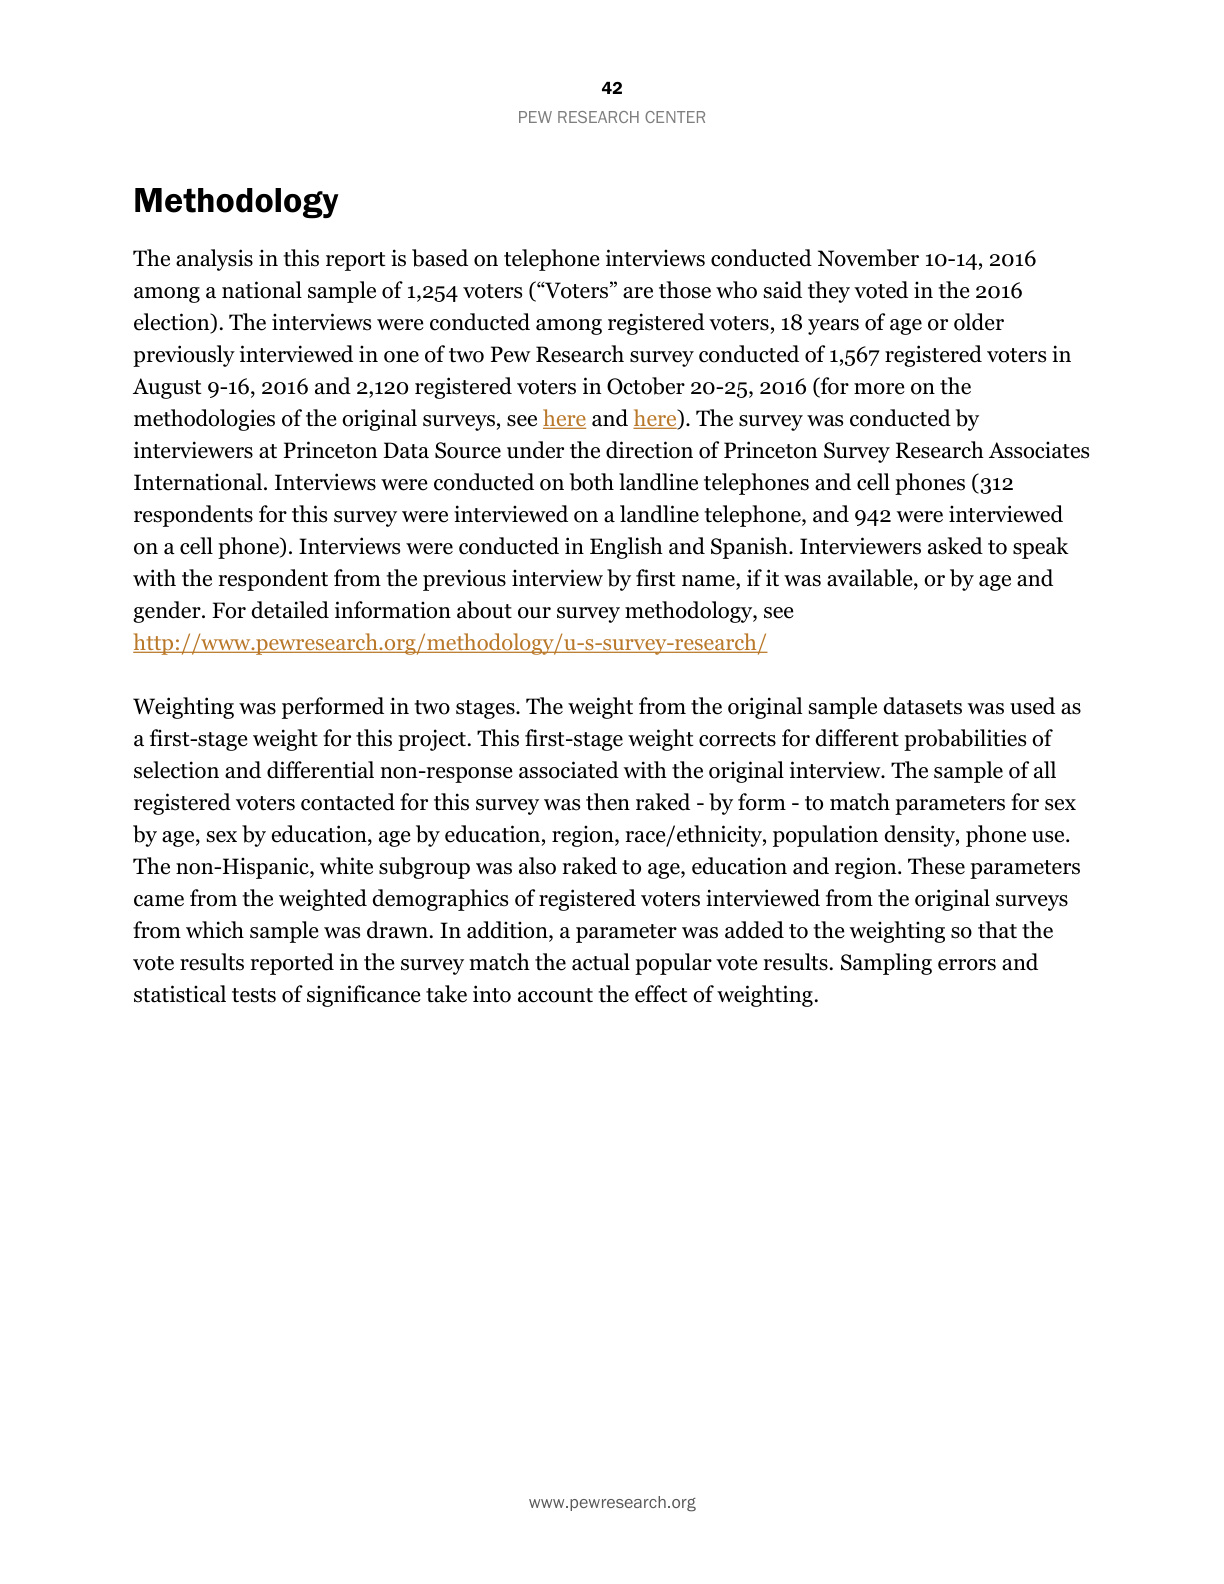 42
PEW RESEARCH CENTER
Methodology
The analysis in this report is based on telephone interviews conducted November 10-14, 2016
among a national sample of 1,254 voters (“Voters” are those who said they voted in the 2016
election). The interviews were conducted among registered voters, 18 years of age or older
previously interviewed in one of two Pew Research survey conducted of 1,567 registered voters in
August 9-16, 2016 and 2,120 registered voters in October 20-25, 2016 (for more on the
methodologies of the original surveys, see here and here). The survey was conducted by
interviewers at Princeton Data Source under the direction of Princeton Survey Research Associates
International. Interviews were conducted on both landline telephones and cell phones (312
respondents for this survey were interviewed on a landline telephone, and 942 were interviewed
on a cell phone). Interviews were conducted in English and Spanish. Interviewers asked to speak
with the respondent from the previous interview by first name, if it was available, or by age and
gender. For detailed information about our survey methodology, see
http://www.pewresearch.org/methodology/u-s-survey-research/
Weighting was performed in two stages. The weight from the original sample datasets was used as
a first-stage weight for this project. This first-stage weight corrects for different probabilities of
selection and differential non-response associated with the original interview. The sample of all
registered voters contacted for this survey was then raked - by form - to match parameters for sex
by age, sex by education, age by education, region, race/ethnicity, population density, phone use.
The non-Hispanic, white subgroup was also raked to age, education and region. These parameters
came from the weighted demographics of registered voters interviewed from the original surveys
from which sample was drawn. In addition, a parameter was added to the weighting so that the
vote results reported in the survey match the actual popular vote results. Sampling errors and
statistical tests of significance take into account the effect of weighting.
www.pewresearch.org